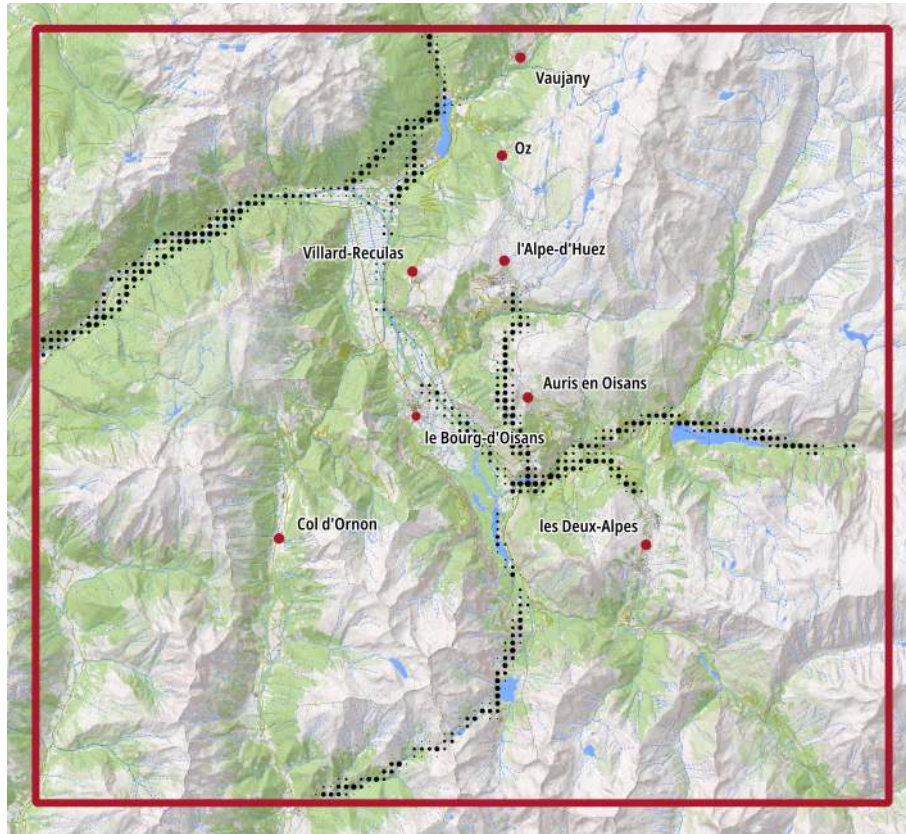 Vaujany
Oz
Villard-Reculas
l'Alpe-d'Huez
Auris en Oisans
le Bourg-d'Oisans
Col d'Ornon
les Deux-Alpes